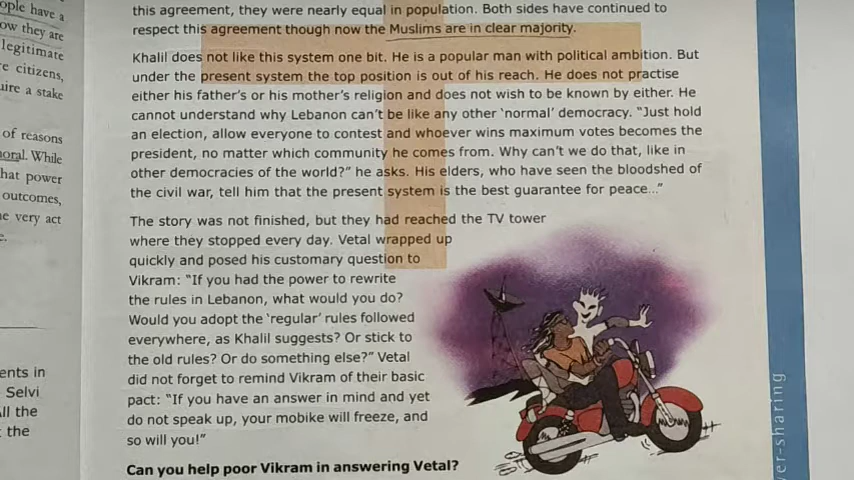 ople have a
ow they are
legitimate
e citizens,
uire a stake
of reasons
noral. While
hat power
outcomes,
e very act
e.
ents in
Selvi
ll the
the
this agreement, they were nearly equal in population. Both sides have continued to
respect this agreement though now the Muslims are in clear majority.
Khalil does not like this system one bit. He is a popular man with political ambition. But
under the present system the top position is out of his reach. He does not practise
either his father's or his mother's religion and does not wish to be known by either. He
cannot understand why Lebanon can't be like any other 'normal' democracy. “Just hold
an election, allow everyone to contest and whoever wins maximum votes becomes the
president, no matter which community he comes from. Why can't we do that, like in
other democracies of the world?” he asks. His elders, who have seen the bloodshed of
the civil war, tell him that the present system is the best guarantee for peace…”
The story was not finished, but they had reached the TV tower
where they stopped every day. Vetal wrapped up
quickly and posed his customary question to
Vikram: “If you had the power to rewrite
the rules in Lebanon, what would you do?
Would you adopt the 'regular' rules followed
everywhere, as Khalil suggests? Or stick to
the old rules? Or do something else?” Vetal
did not forget to remind Vikram of their basic
pact: “If you have an answer in mind and yet
do not speak up, your mobike will freeze, and
so will you!”
Can you help poor Vikram in answering Vetal?
ver-sharing